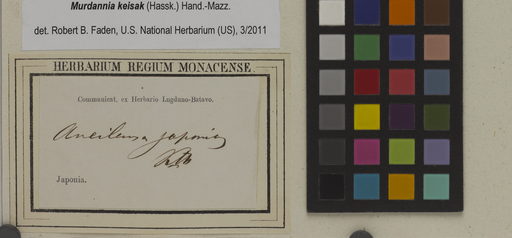 Murdannia keisak (Hassk.) Hand.-Mazz.
det. Robert B. Faden, U.S. National Herbarium (US), 3/2011
HERBARIUM REGIUM MONACENSE.
Communicat. ex Herbario Lugduno-Batavo.
Aneilema japonic
Japonia.